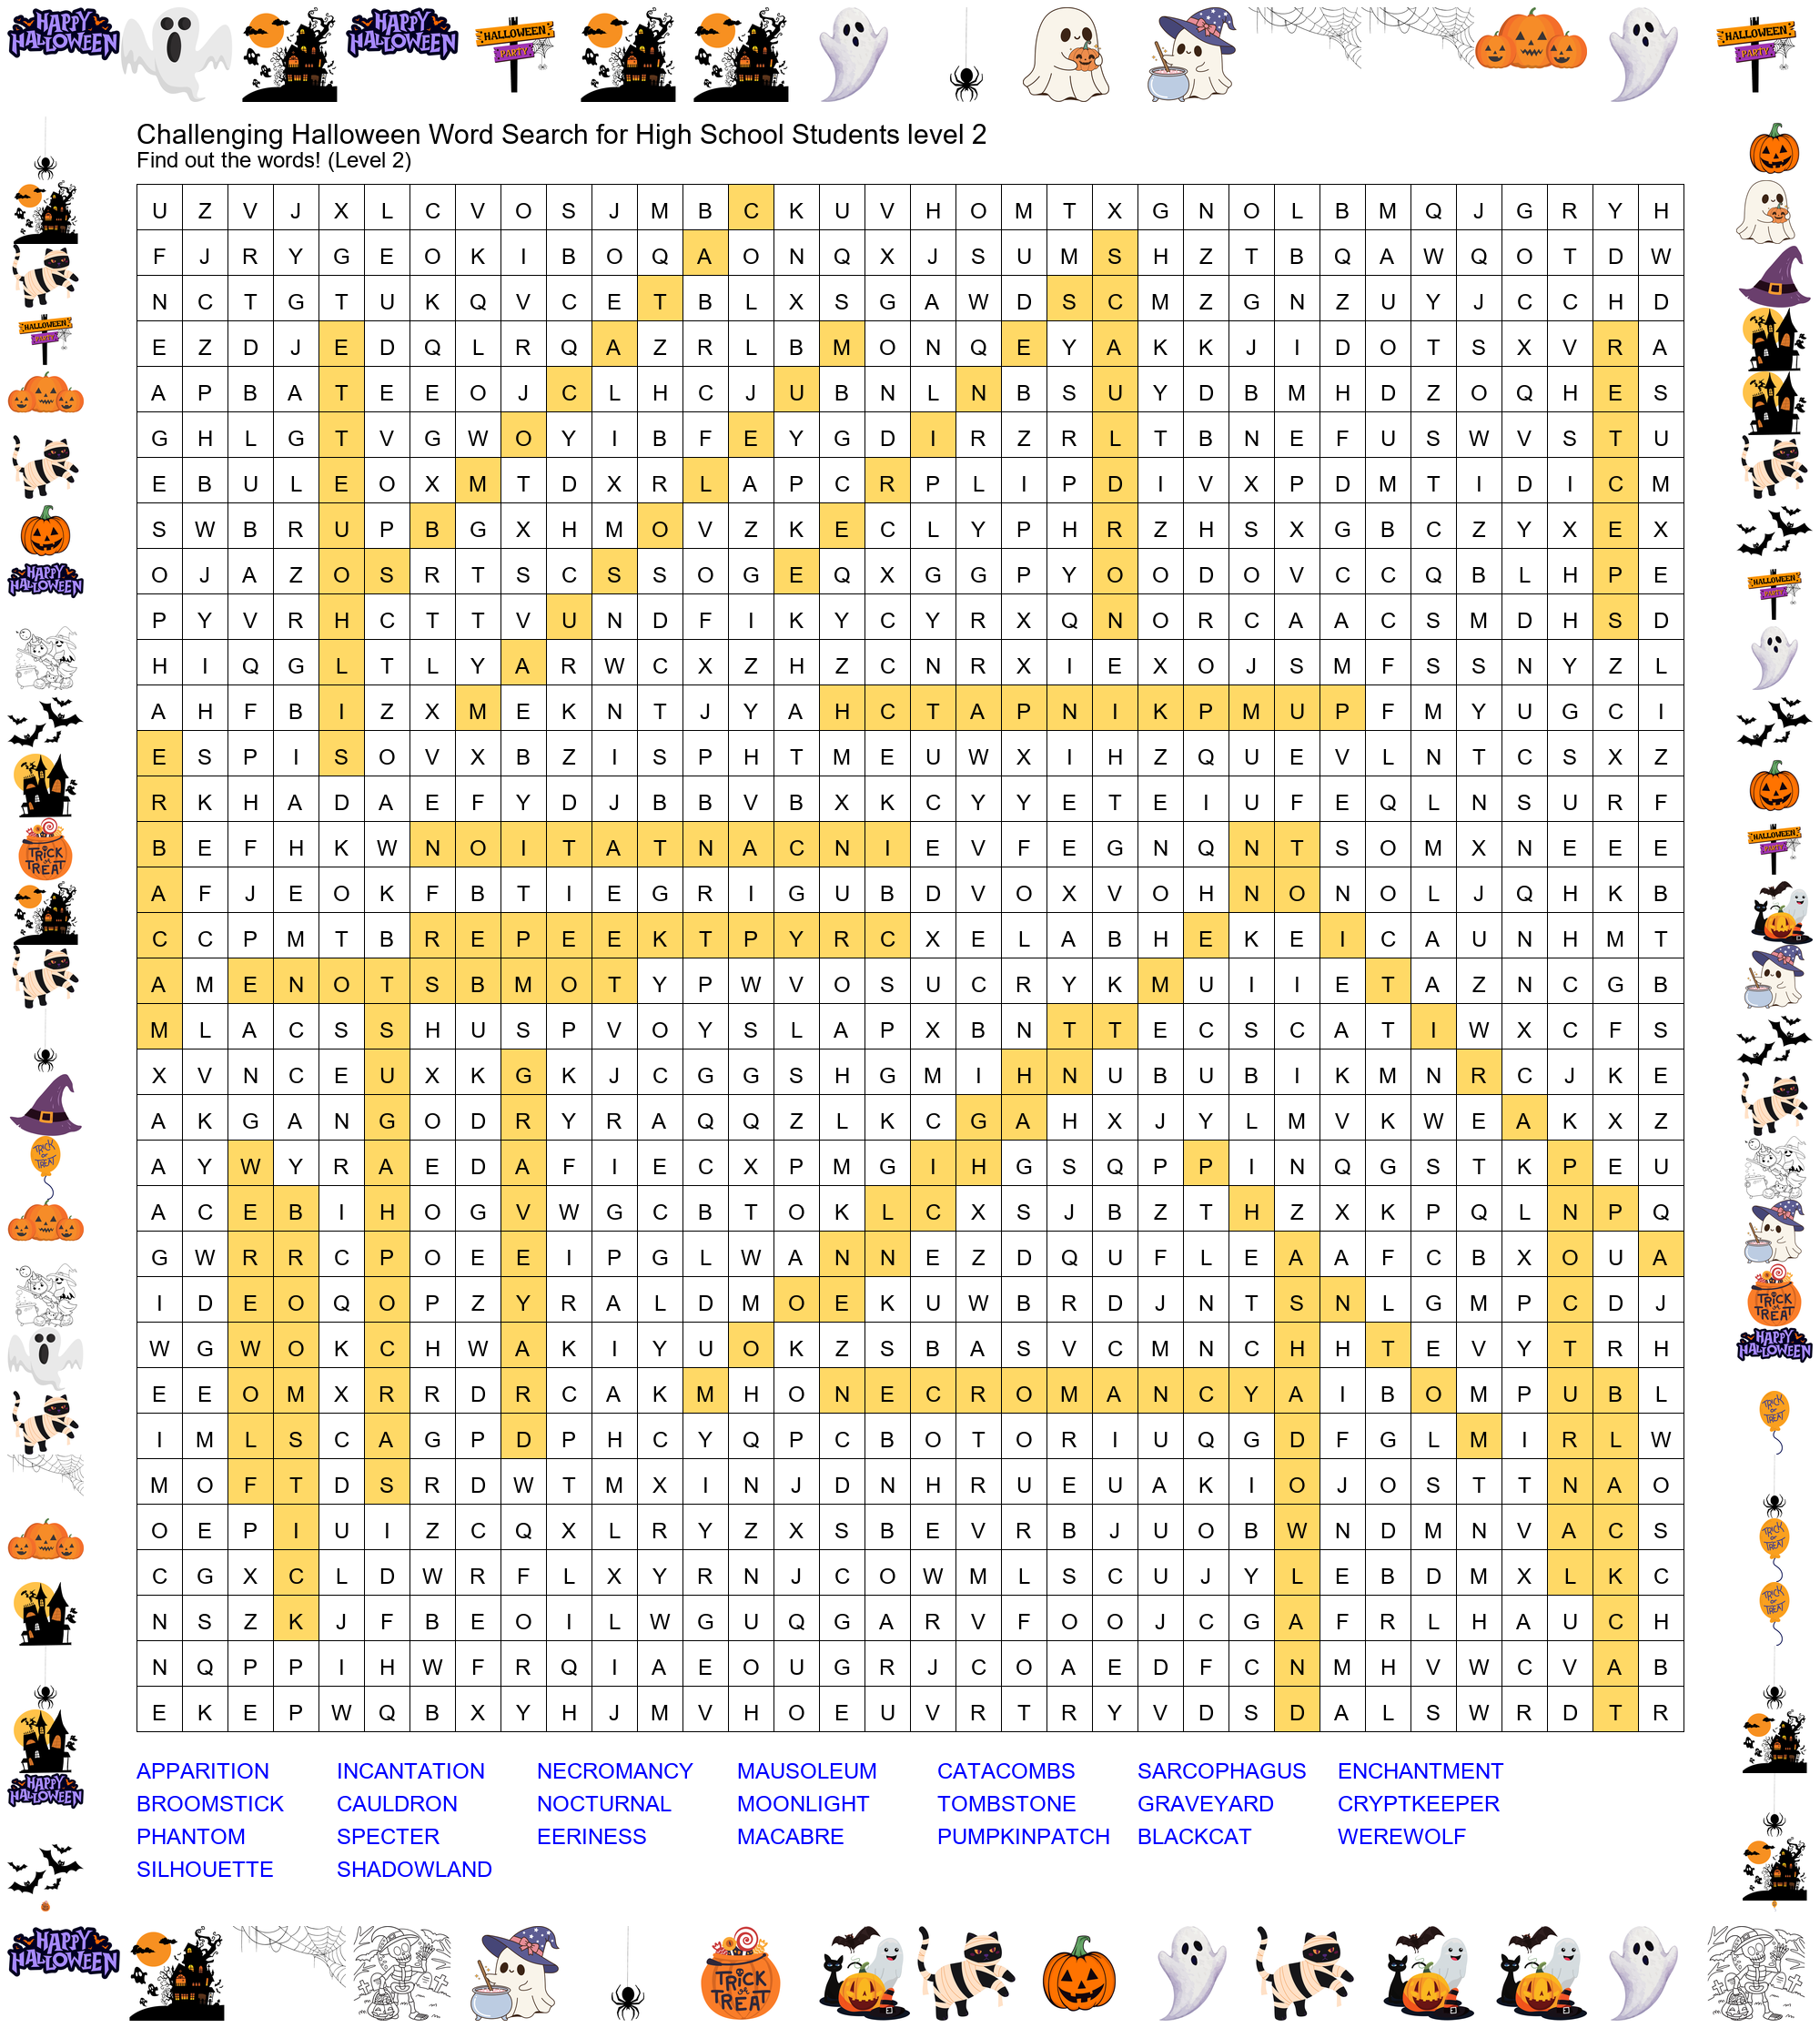 HAPPY HALLOWEEN HAPPY HALLOWEEN HALLOWEEN PARTY HALLOWEEN PARTY
Challenging Halloween Word Search for High School Students level 2
Find out the words! (Level 2)
U Z V J X L C V O S J M B C K U V H O M T X G N O L B M Q J G R Y H
F J R Y G E O K I B O Q A O N Q X J S U M S H Z T B Q A W Q O T D W
N C T G T U K Q V C E T B L X S G A W D S C M Z G N Z U Y J C C H D
E Z D J E D Q L R Q A Z R L B M O N Q E Y A K K J I D O T S X V R A
A P B A T E E O J C L H C J U B N L N B S U Y D B M H D Z O Q H E S
G H L G T V G W O Y I B F E Y G D I R Z R L T B N E F U S W V S T U
E B U L E O X M T D X R L A P C R P L I P D I V X P D M T I D I C M
S W B R U P B G X H M O V Z K E C L Y P H R Z H S X G B C Z Y X E X
O J A Z O S R T S C S S O G E Q X G G P Y O O D O V C C Q B L H P E
P Y V R H C T T V U N D F I K Y C Y R X Q N O R C A A C S M D H S D
H I Q G L T L Y A R W C X Z H Z C N R X I E X O J S M F S S N Y Z L
A H F B I Z X M E K N T J Y A H C T A P N I K P M U P F M Y U G C I
E S P I S O V X B Z I S P H T M E U W X I H Z Q U E V L N T C S X Z
R K H A D A E F Y D J B B V B X K C Y Y E T E I U F E Q L N S U R F
B E F H K W N O I T A T N A C N I E V F E G N Q N T S O M X N E E E
A F J E O K F B T I E G R I G U B D V O X V O H N O N O L J Q H K B
C C P M T B R E P E E K T P Y R C X E L A B H E K E I C A U N H M T
A M E N O T S B M O T Y P W V O S U C R Y K M U I I E T A Z N C G B
M L A C S S H U S P V O Y S L A P X B N T T E C S C A T I W X C F S
X V N C E U X K G K J C G G S H G M I H N U B U B I K M N R C J K E
A K G A N G O D R Y R A Q Q Z L K C G A H X J Y L M V K W E A K X Z
A Y W Y R A E D A F I E C X P M G I H G S Q P P I N Q G S T K P E U
A C E B I H O G V W G C B T O K L C X S J B Z T H Z X K P Q L N P Q
G W R R C P O E E I P G L W A N N E Z D Q U F L E A A F C B X O U A
I D E O Q O P Z Y R A L D M O E K U W B R D J N T S N L G M P C D J
W G W O K C H W A K I Y U O K Z S B A S V C M N C H H T E V Y T R H
E E O M X R R D R C A K M H O N E C R O M A N C Y A I B O M P U B L
I M L S C A G P D P H C Y Q P C B O T O R I U Q G D F G L M I R L W
M O F T D S R D W T M X I N J D N H R U E U A K I O J O S T T N A O
O E P I U I Z C Q X L R Y Z X S B E V R B J U O B W N D M N V A C S
C G X C L D W R F L X Y R N J C O W M L S C U J Y L E B D M X L K C
N S Z K J F B E O I L W G U Q G A R V F O O J C G A F R L H A U C H
N Q P P I H W F R Q I A E O U G R J C O A E D F C N M H V W C V A B
E K E P W Q B X Y H J M V H O E U V R T R Y V D S D A L S W R D T R
APPARITION INCANTATION NECROMANCY MAUSOLEUM CATACOMBS SARCOPHAGUS ENCHANTMENT
BROOMSTICK CAULDRON NOCTURNAL MOONLIGHT TOMBSTONE GRAVEYARD CRYPTKEEPER
PHANTOM SPECTER EERINESS MACABRE PUMPKINPATCH BLACKCAT WEREWOLF
SILHOUETTE SHADOWLAND
HAPPY HALLOWEEN TRICK or TREAT